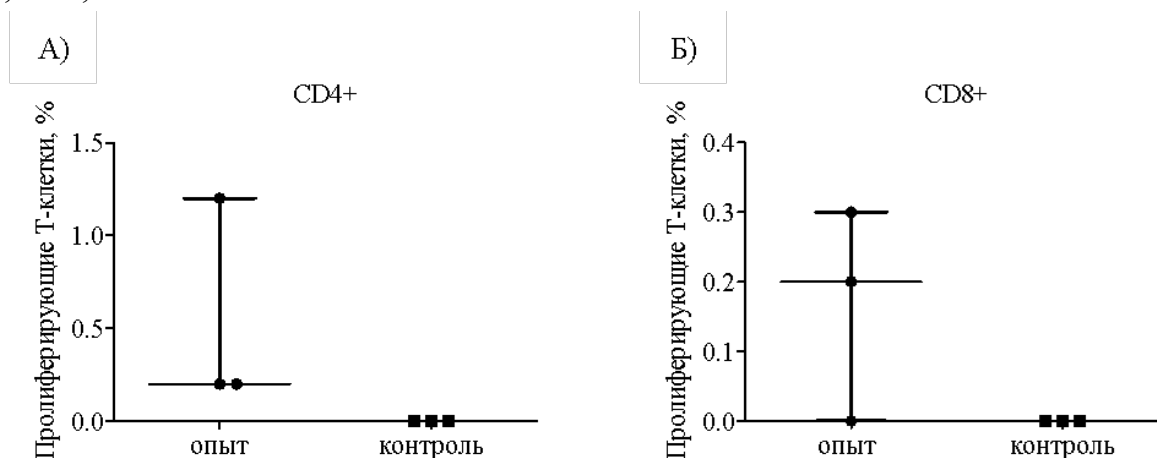 А)
CD4+
Пролиферирующие Т-клетки, %
1.5
1.0
0.5
0.0
опыт контроль
Б)
CD8+
Пролиферирующие Т-клетки, %
0.4
0.3
0.2
0.1
0.0
опыт контроль